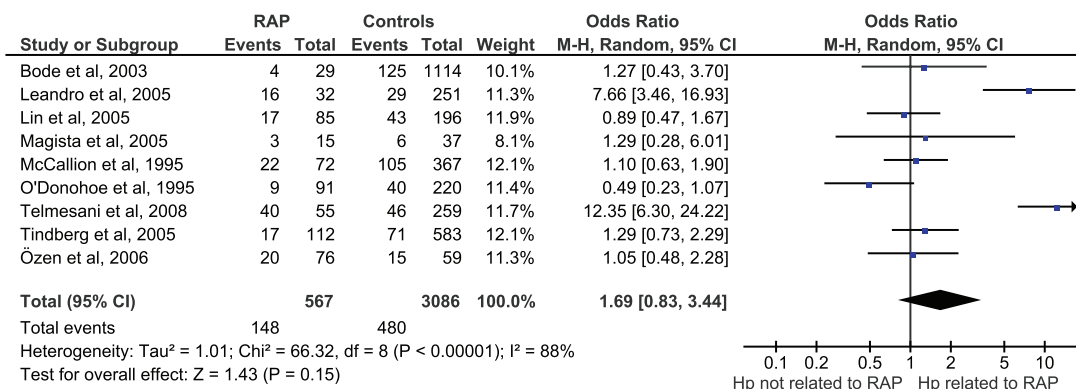 RAP Controls Odds Ratio Odds Ratio
Study or Subgroup Events Total Events Total Weight M-H, Random, 95% CI M-H, Random, 95% CI
Bode et al, 2003 4 29 125 1114 10.1% 1.27 [0.43, 3.70]
Leandro et al, 2005 16 32 29 251 11.3% 7.66 [3.46, 16.93]
Lin et al, 2005 17 85 43 196 11.9% 0.89 [0.47, 1.67]
Magista et al, 2005 3 15 6 37 8.1% 1.29 [0.28, 6.01]
McCallion et al, 1995 22 72 105 367 12.1% 1.10 [0.63, 1.90]
O'Donohoe et al, 1995 9 91 40 220 11.4% 0.49 [0.23, 1.07]
Telmesani et al, 2008 40 55 46 259 11.7% 12.35 [6.30, 24.22]
Tindberg et al, 2005 17 112 71 583 12.1% 1.29 [0.73, 2.29]
Özen et al, 2006 20 76 15 59 11.3% 1.05 [0.48, 2.28]
Total (95% CI) 567 3086 100.0% 1.69 [0.83, 3.44]
Total events 148 480
Heterogeneity: Tau² = 1.01; Chi² = 66.32, df = 8 (P < 0.00001); I² = 88%
Test for overall effect: Z = 1.43 (P = 0.15)
0.1 0.2 0.5 1 2 5 10
Hp not related to RAP Hp related to RAP